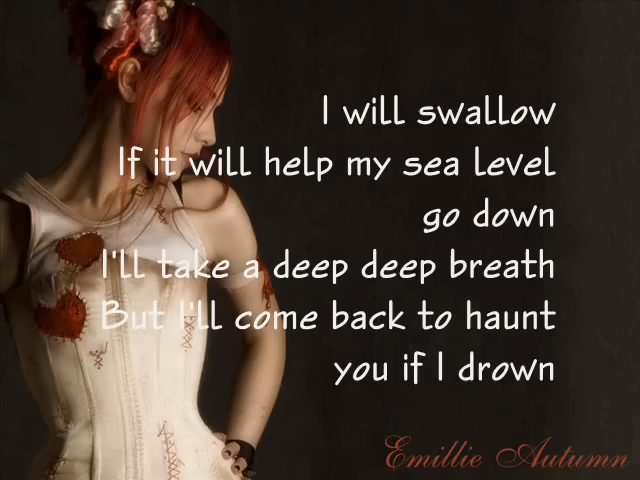 I will swallow
If it will help my sea level
go down
I'll take a deep deep breath
But I'll come back to haunt
you if I drown
Emillie Autumn